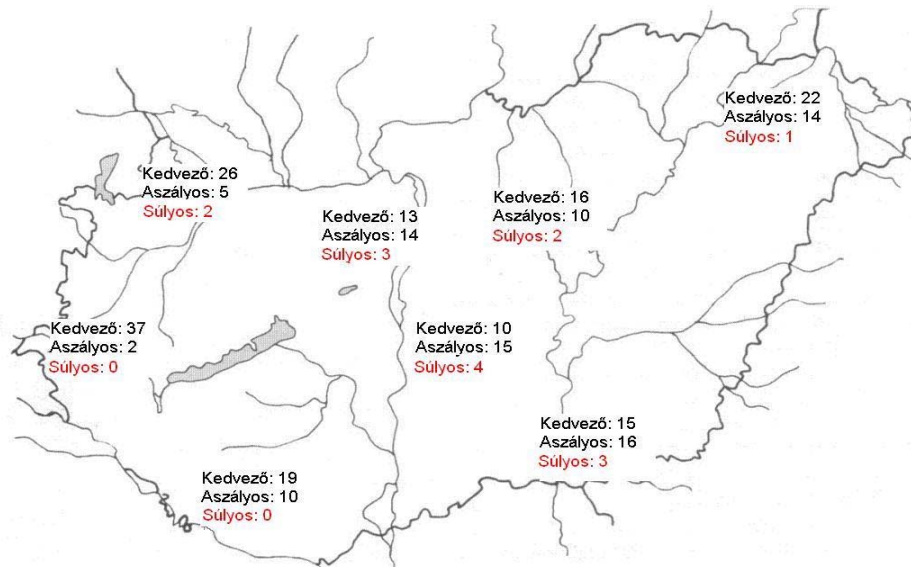 Kedvező: 22
Aszályos: 14
Súlyos: 1
Kedvező: 26
Aszályos: 5
Súlyos: 2
Kedvező: 16
Aszályos: 10
Súlyos: 2
Kedvező: 13
Aszályos: 14
Súlyos: 3
Kedvező: 37
Aszályos: 2
Súlyos: 0
Kedvező: 10
Aszályos: 15
Súlyos: 4
Kedvező: 15
Aszályos: 16
Súlyos: 3
Kedvező: 19
Aszályos: 10
Súlyos: 0